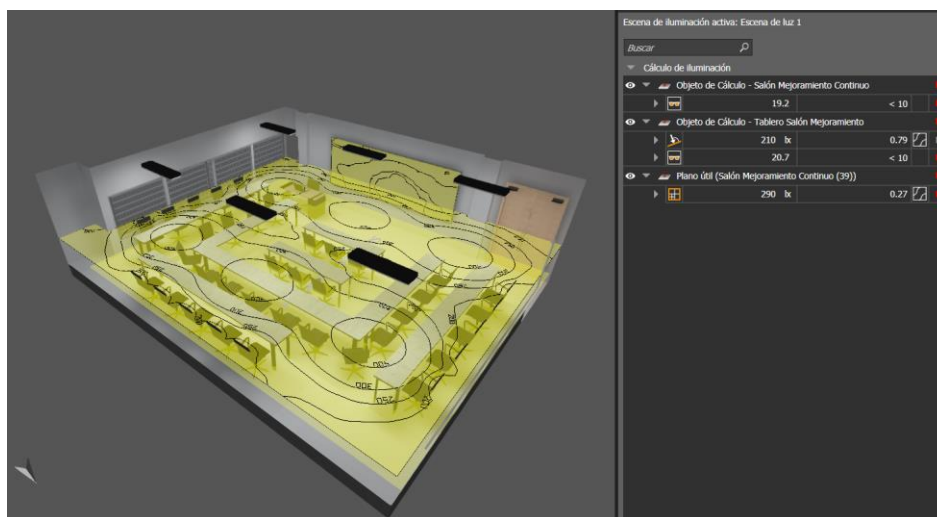 Escena de iluminación activa: Escena de luz 1
Buscar
Cálculo de iluminación
Objeto de Cálculo - Salón Mejoramiento Continuo
19.2 < 10
Objeto de Cálculo - Tablero Salón Mejoramiento
210 lx 0.79
20.7 < 10
Plano útil (Salón Mejoramiento Continuo (39))
290 lx 0.27
300
250